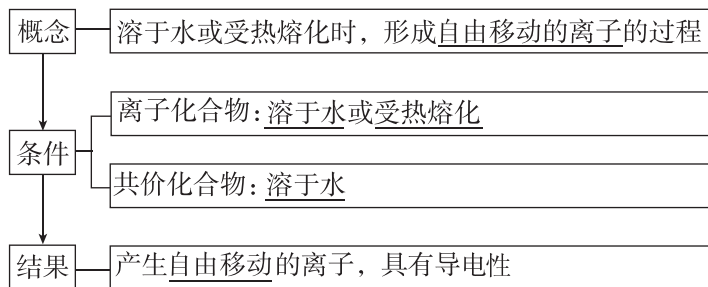 概念 溶于水或受热熔化时，形成自由移动的离子的过程
离子化合物：溶于水或受热熔化
条件
共价化合物：溶于水
结果 产生自由移动的离子，具有导电性